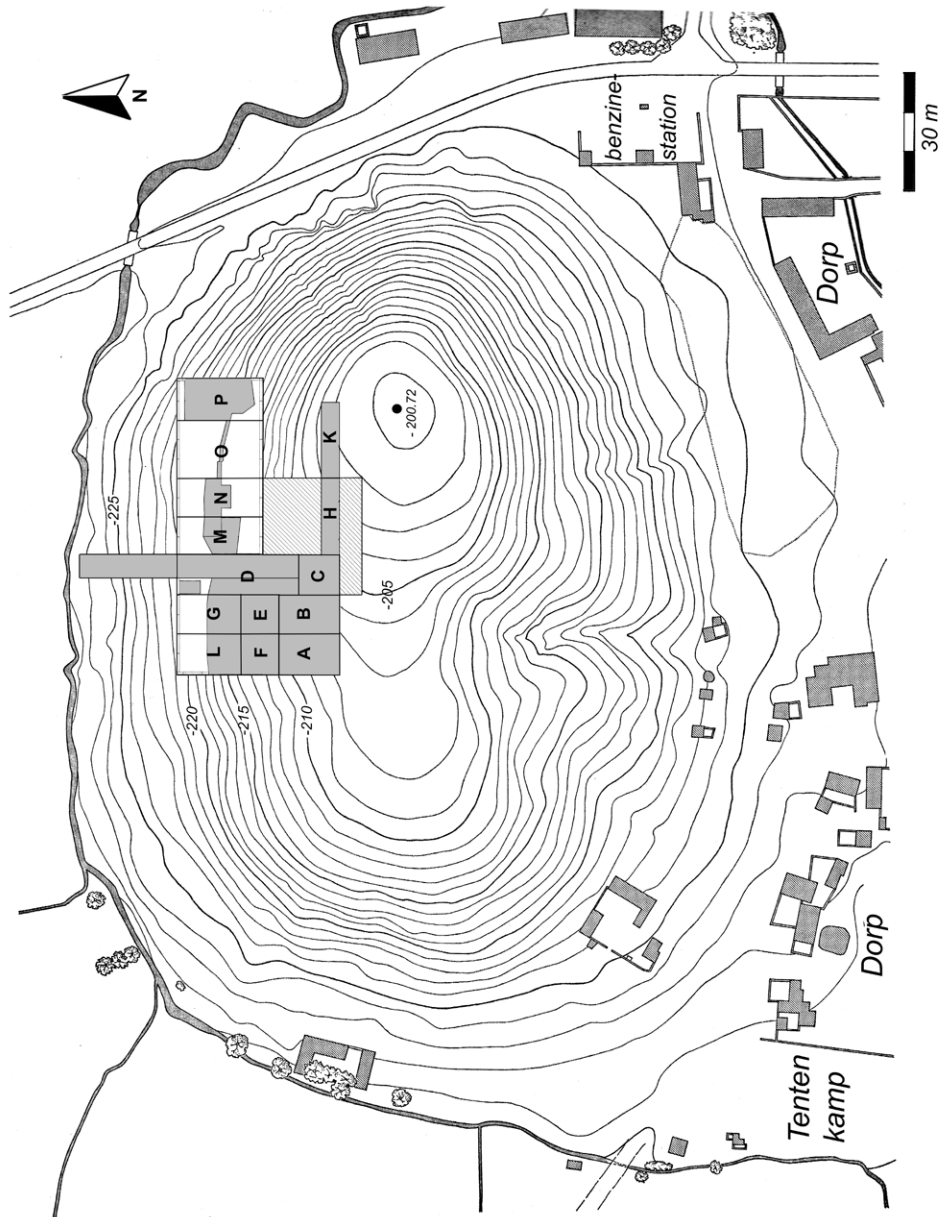 N
benzine-
station
30 m
Dorp
P
O
N
M
K
H
D
C
G
E
B
L
F
A
- 200.72
-225
-205
-220
-215
-210
Dorp
Tenten
kamp